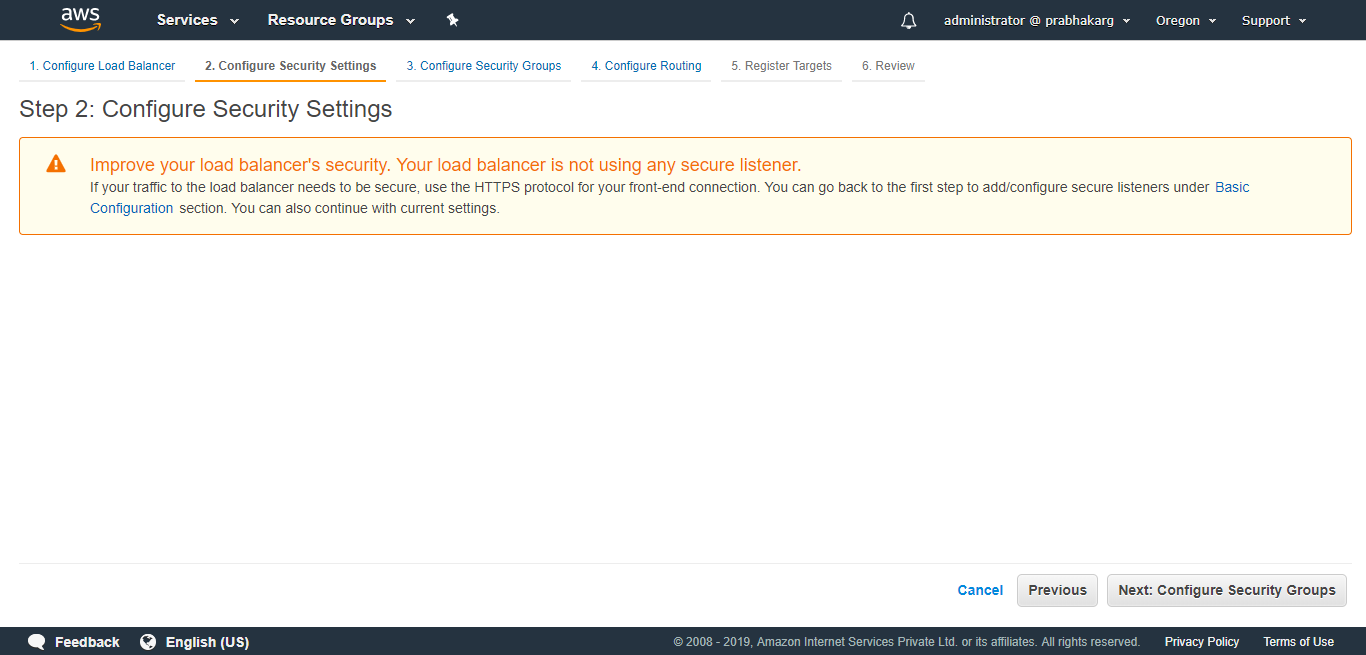 aws Services Resource Groups administrator @ prabhakarg Oregon Support
1. Configure Load Balancer 2. Configure Security Settings 3. Configure Security Groups 4. Configure Routing 5. Register Targets 6. Review
Step 2: Configure Security Settings
Improve your load balancer's security. Your load balancer is not using any secure listener.
If your traffic to the load balancer needs to be secure, use the HTTPS protocol for your front-end connection. You can go back to the first step to add/configure secure listeners under Basic
Configuration section. You can also continue with current settings.
Cancel Previous Next: Configure Security Groups
Feedback English (US) © 2008 - 2019, Amazon Internet Services Private Ltd. or its affiliates. All rights reserved. Privacy Policy Terms of Use